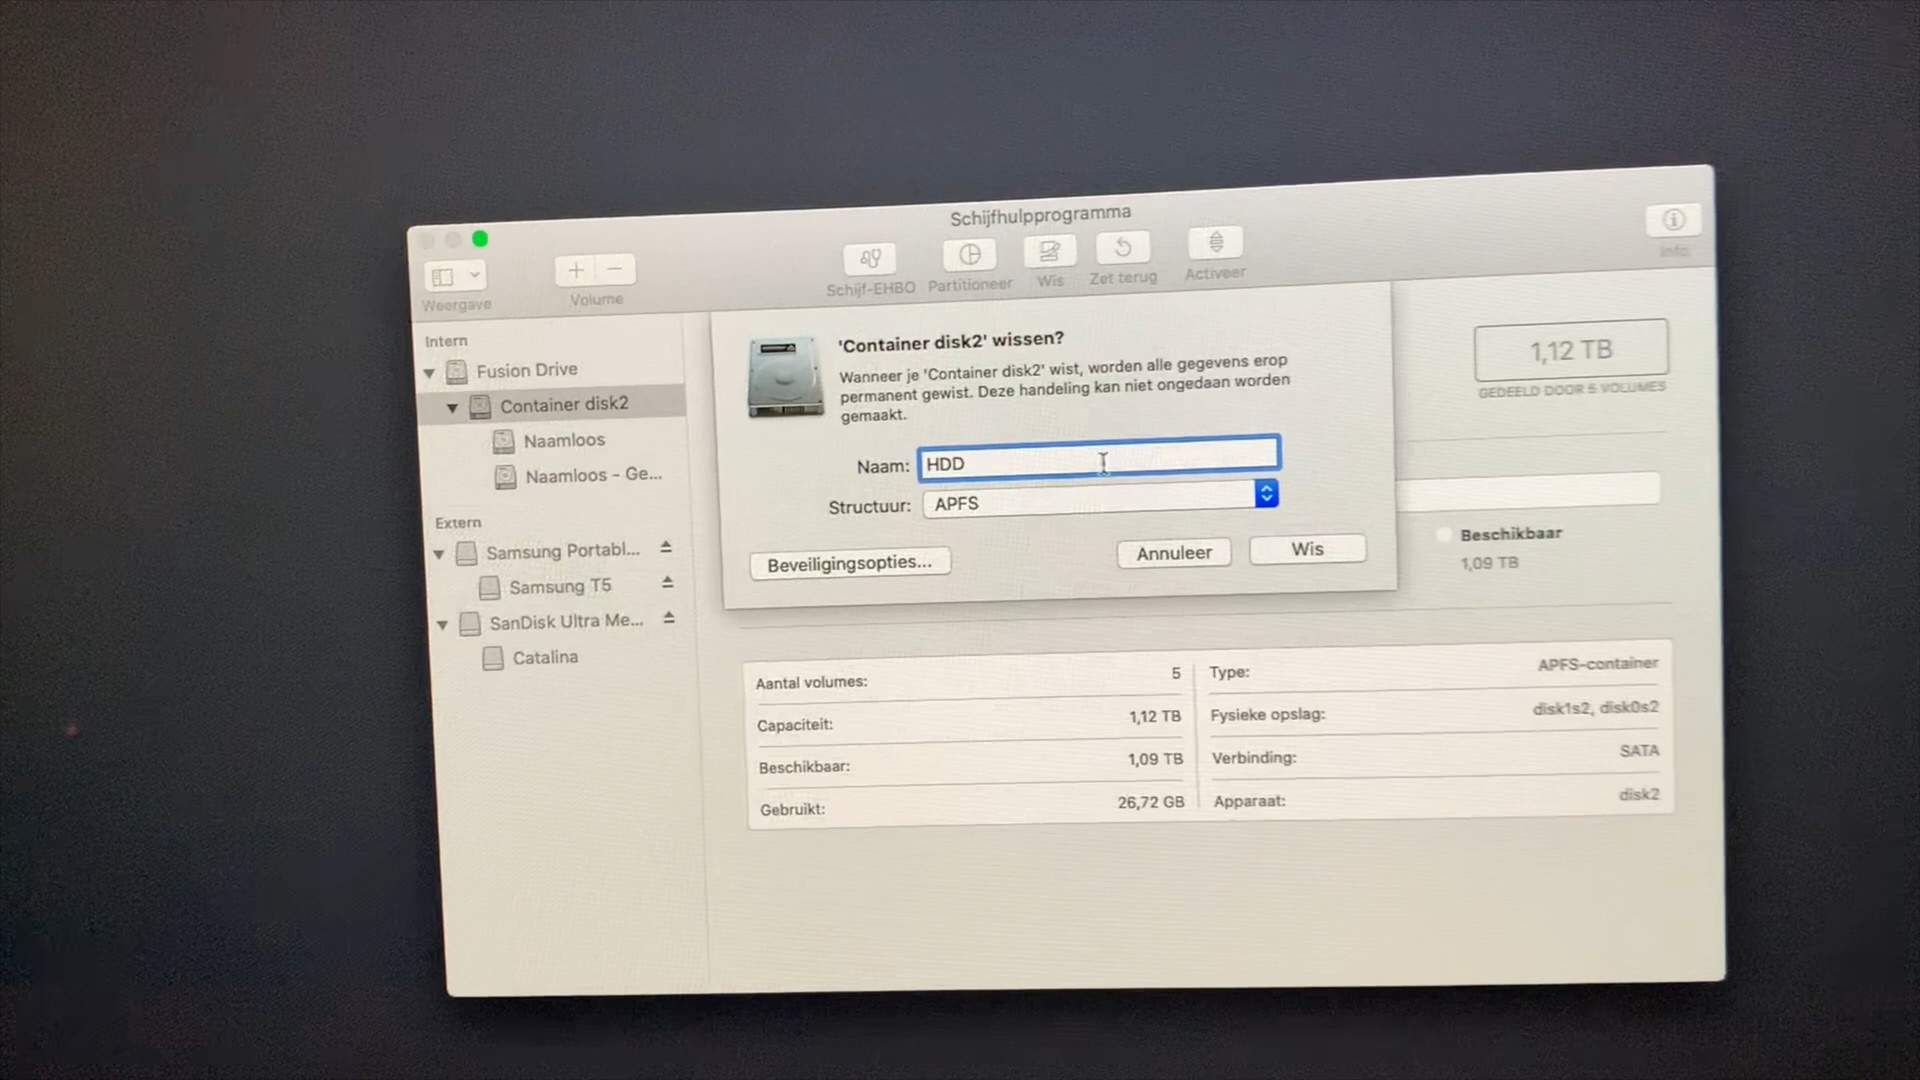 Schijfhulpprogramma
Weergave
Volume
Schijf-EHBO
Partitioneer
Wis
Zet terug
Activeer
Info
Intern
Fusion Drive
Container disk2
Naamloos
Naamloos - Ge...
Extern
Samsung Portabl...
Samsung T5
SanDisk Ultra Me...
Catalina
'Container disk2' wissen?
Wanneer je 'Container disk2' wist, worden alle gegevens erop
permanent gewist. Deze handeling kan niet ongedaan worden
gemaakt.
Naam: HDD
Structuur: APFS
Beveiligingsopties...
Annuleer
Wis
1,12 TB
GEDEELD DOOR 5 VOLUMES
Beschikbaar
1,09 TB
Aantal volumes: 5
Capaciteit: 1,12 TB
Beschikbaar: 1,09 TB
Gebruikt: 26,72 GB
Type: APFS-container
Fysieke opslag: disk1s2, disk0s2
Verbinding: SATA
Apparaat: disk2